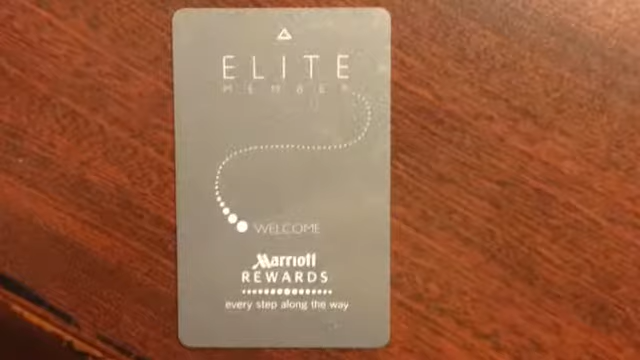 ELITE
MEMBER
WELCOME
Marriott
REWARDS
every step along the way